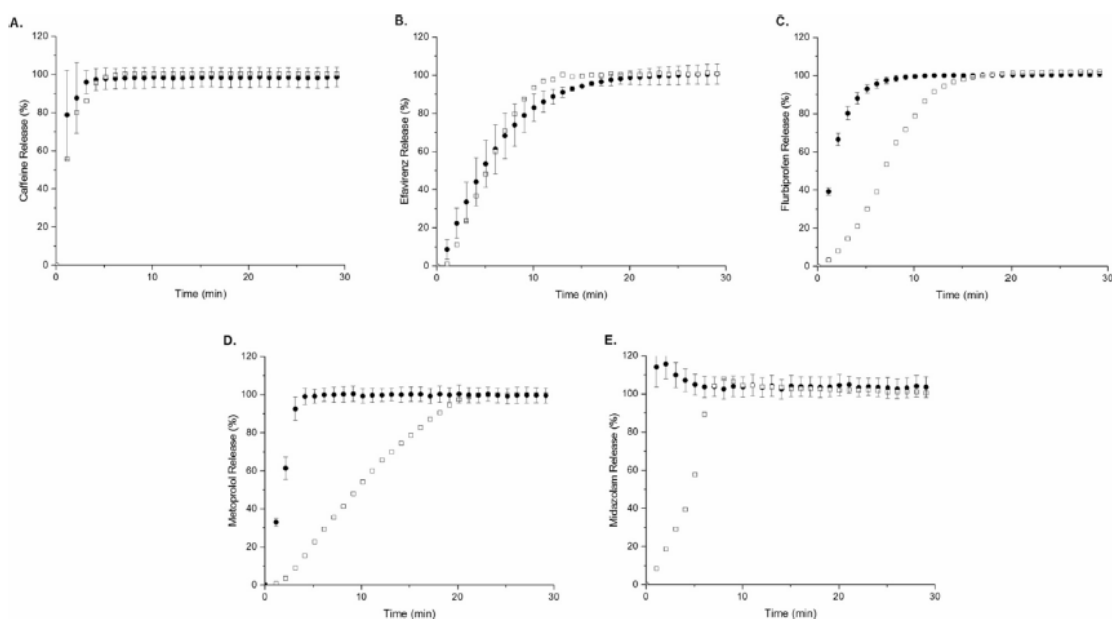 A.
Caffeine Release (%)
120
100
80
60
40
20
0
0 10 20 30
Time (min)
B.
Efavirenz Release (%)
120
100
80
60
40
20
0
0 10 20 30
Time (min)
C.
Flurbiprofen Release (%)
120
100
80
60
40
20
0
0 10 20 30
Time (min)
D.
Metoprolol Release (%)
120
100
80
60
40
20
0
0 10 20 30
Time (min)
E.
Midazolam Release (%)
120
100
80
60
40
20
0
0 10 20 30
Time (min)